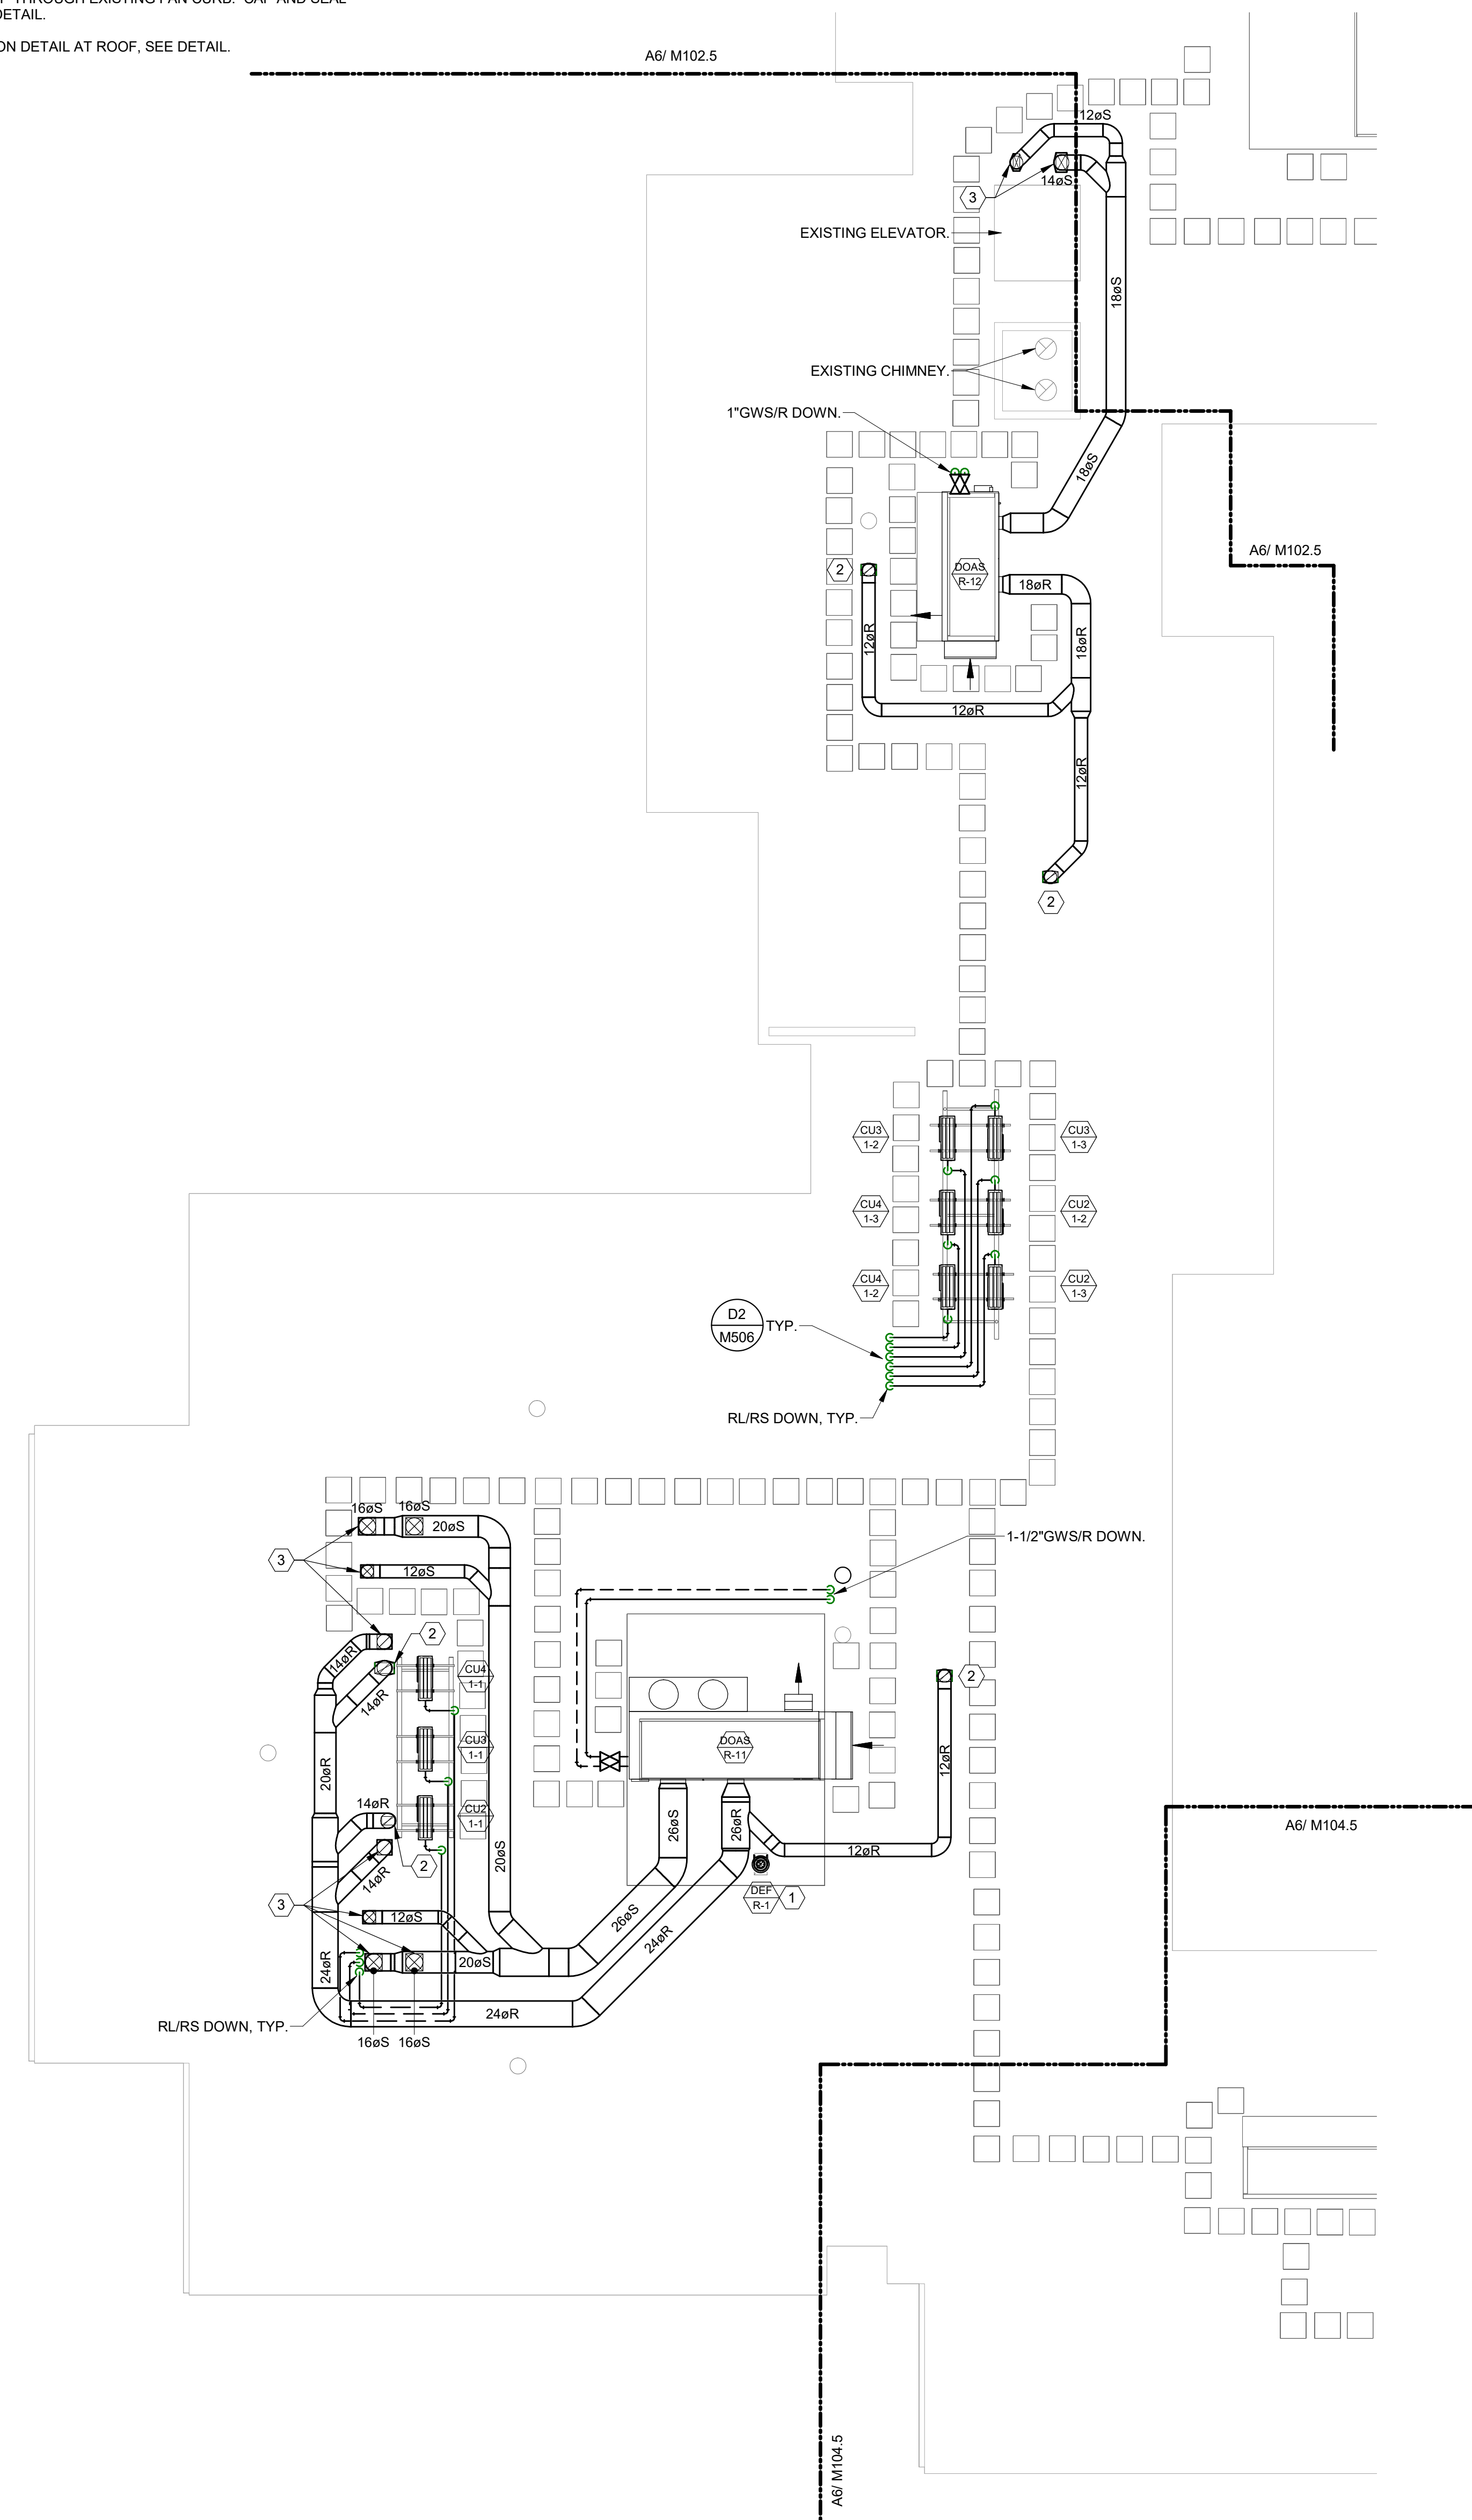 THROUGH EXISTING FAN CURB. CAP AND SEAL
DETAIL.
ON DETAIL AT ROOF, SEE DETAIL.
A6/ M102.5
12øS
14øS
3
EXISTING ELEVATOR.
18øS
EXISTING CHIMNEY.
1"GWS/R DOWN.
18øS
A6/ M102.5
2
DOAS
R-12
18øR
12øR
18øR
12øR
12øR
2
CU3
1-2
CU3
1-3
CU4
1-3
CU2
1-2
CU4
1-2
CU2
1-3
D2
M506
TYP.
RL/RS DOWN, TYP.
16øS
16øS
20øS
1-1/2"GWS/R DOWN.
3
12øS
2
14øR
CU4
1-1
14øR
2
CU3
1-1
DOAS
R-11
20øR
12øR
14øR
CU2
1-1
26øS
26øR
A6/ M104.5
20øS
12øR
2
14øR
DEF
R-1
1
3
12øS
26øS
24øR
24øR
20øS
24øR
RL/RS DOWN, TYP.
16øS
16øS
A6/ M104.5